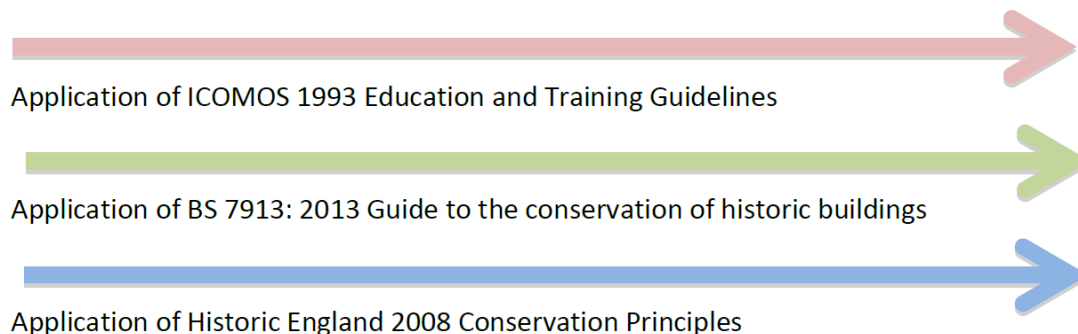 Application of ICOMOS 1993 Education and Training Guidelines
Application of BS 7913: 2013 Guide to the conservation of historic buildings
Application of Historic England 2008 Conservation Principles